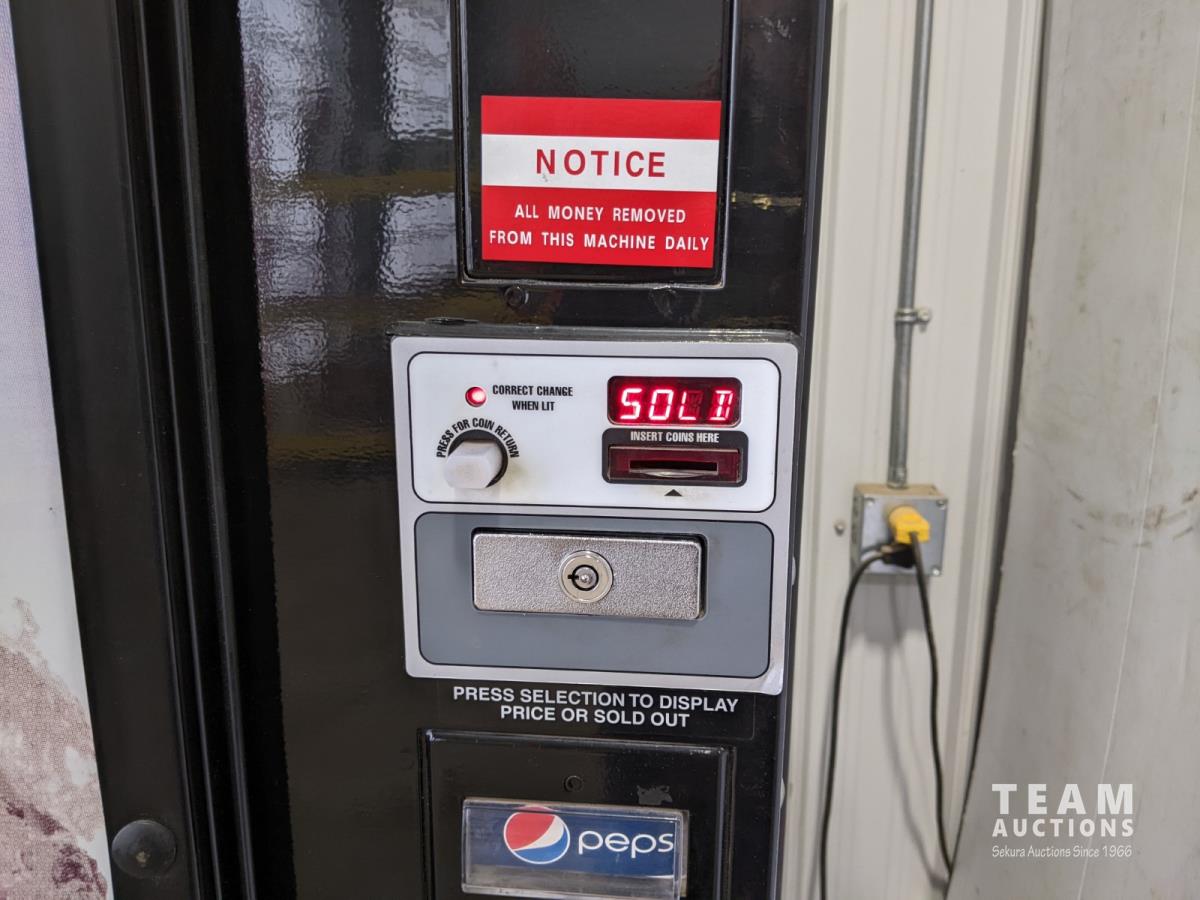 NOTICE
ALL MONEY REMOVED
FROM THIS MACHINE DAILY
CORRECT CHANGE
WHEN LIT
PRESS FOR COIN RETURN
SOLD
INSERT COINS HERE
PRESS SELECTION TO DISPLAY
PRICE OR SOLD OUT
peps
TEAM
AUCTIONS
Sekura Auctions Since 1966